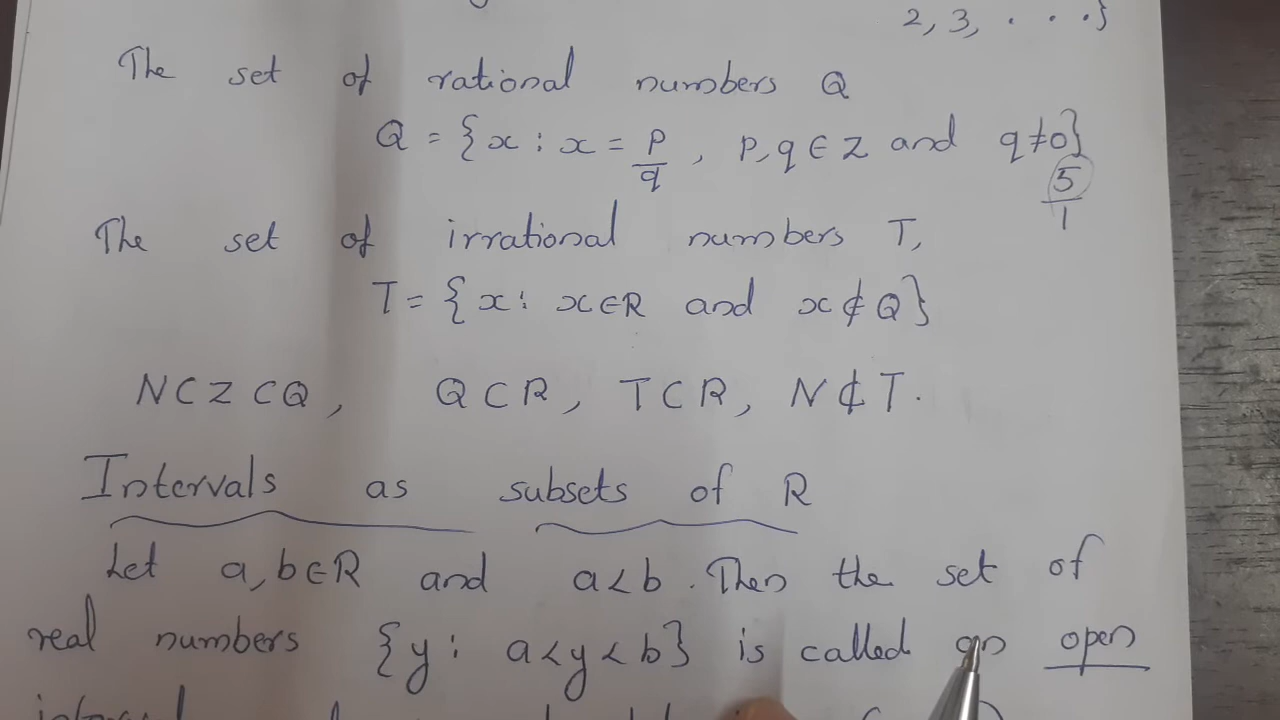 2, 3, . . .}
The set of rational numbers Q
Q = {x : x = p/q , p, q ∈ Z and q ≠ 0}
5/1
The set of irrational numbers T,
T = {x : x ∈ R and x ∉ Q}
N ⊂ Z ⊂ Q, Q ⊂ R, T ⊂ R, N ⊄ T.
Intervals as subsets of R
Let a, b ∈ R and a < b. Then the set of
real numbers {y : a < y < b} is called an open